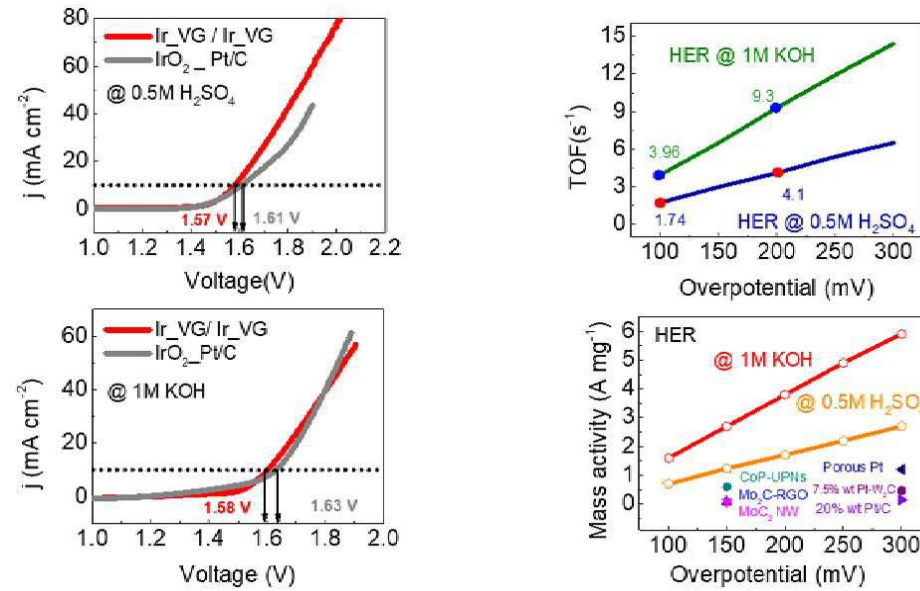 80
60
40
20
0
j (mA cm⁻²)
Ir_VG / Ir_VG
IrO₂_ Pt/C
@ 0.5M H₂SO₄
1.57 V
1.61 V
1.0 1.2 1.4 1.6 1.8 2.0 2.2
Voltage(V)
15
12
9
6
3
0
TOF(s⁻¹)
HER @ 1M KOH
9.3
3.96
4.1
1.74
HER @ 0.5M H₂SO₄
100 150 200 250 300
Overpotential (mV)
60
40
20
0
j (mA cm⁻²)
Ir_VG/ Ir_VG
IrO₂_Pt/C
@ 1M KOH
1.58 V
1.63 V
1.0 1.2 1.4 1.6 1.8 2.0 2.2
Voltage (V)
6
5
4
3
2
1
0
Mass activity (A mg⁻¹)
HER
@ 1M KOH
@ 0.5M H₂SO
CoP-UPNs
Mo₂C-RGO
MoC₂ NW
Porous Pt
7.5% wt Pt-W₂C
20% wt Pt/C
100 150 200 250 300
Overpotential (mV)